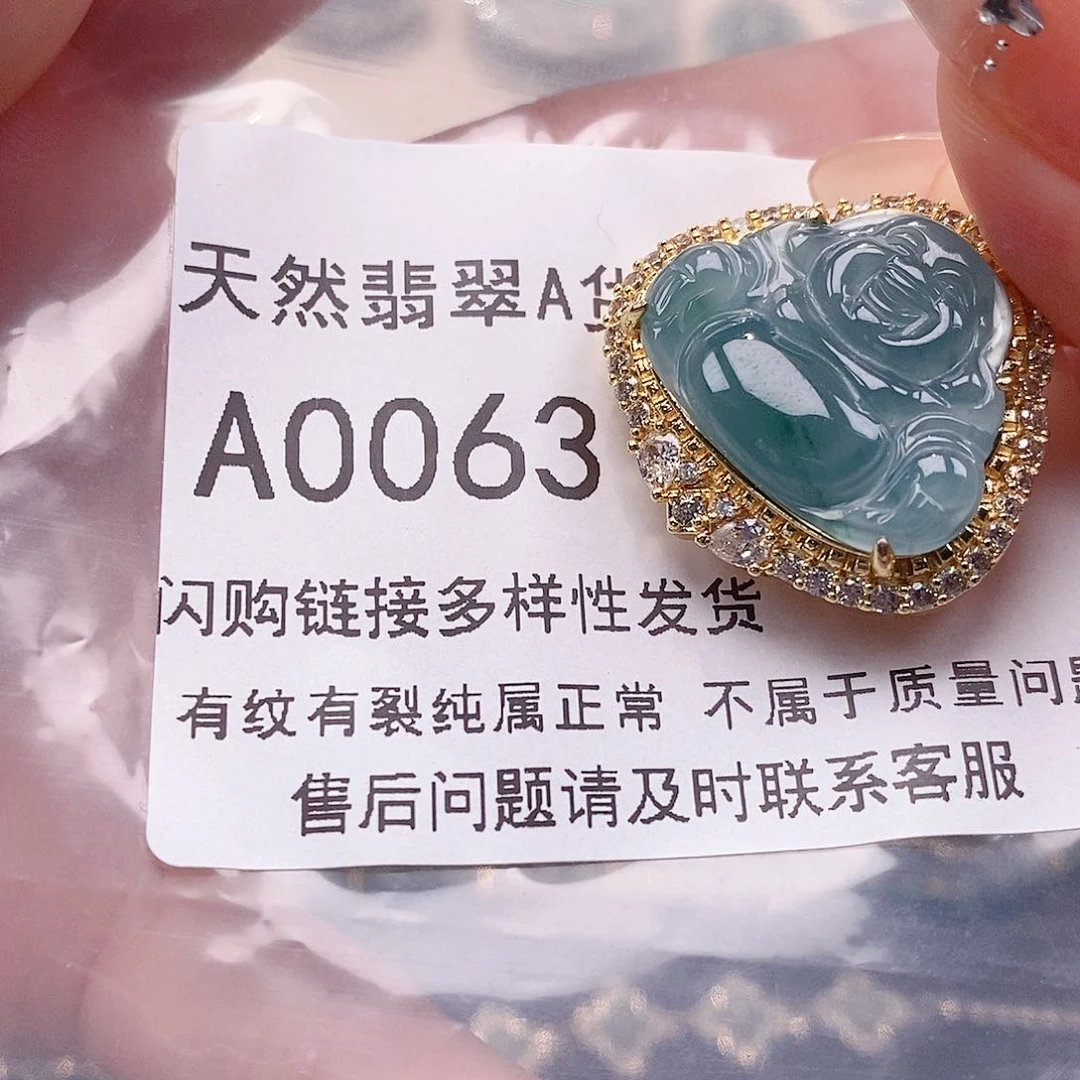 天然翡翠A货
A0063
闪购链接多样性发货
有纹有裂纯属正常 不属于质量问题
售后问题请及时联系客服